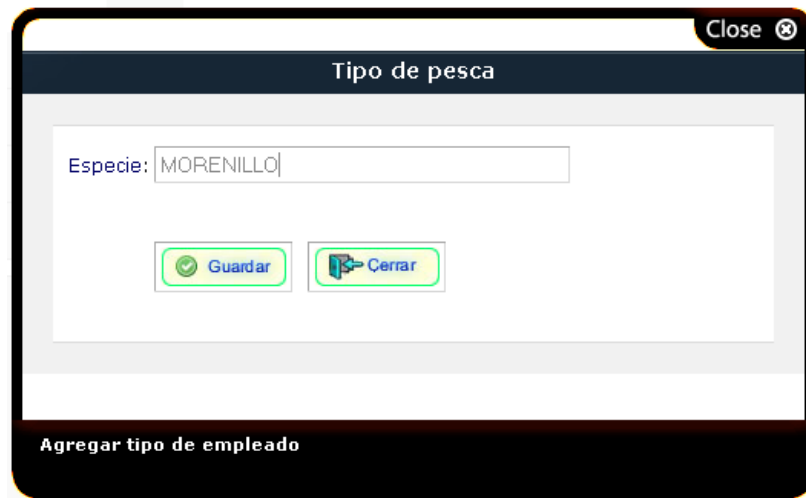 Close
Tipo de pesca
Especie: MORENILLO
Guardar Cerrar
Agregar tipo de empleado